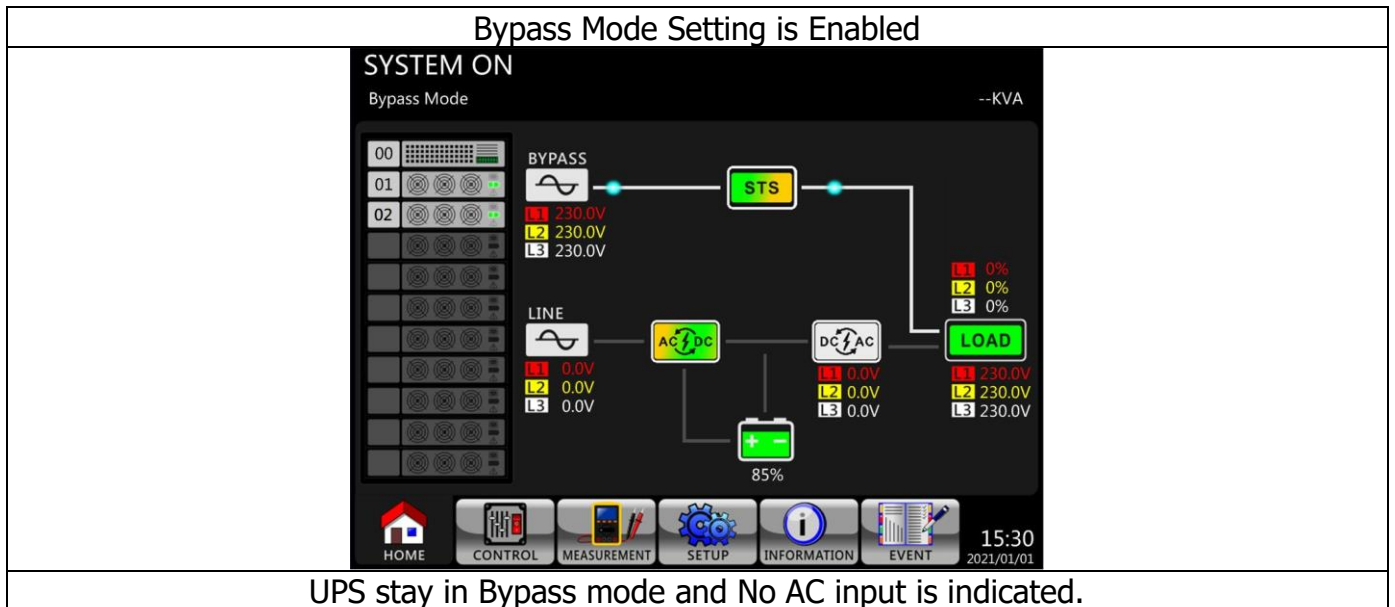 Bypass Mode Setting is Enabled
SYSTEM ON
Bypass Mode
--KVA
00
01
02
BYPASS
L1 230.0V
L2 230.0V
L3 230.0V
STS
L1 0%
L2 0%
L3 0%
LINE
L1 0.0V
L2 0.0V
L3 0.0V
AC DC
DC AC
L1 0.0V
L2 0.0V
L3 0.0V
LOAD
L1 230.0V
L2 230.0V
L3 230.0V
+ -
85%
HOME
CONTROL
MEASUREMENT
SETUP
i
INFORMATION
EVENT
15:30
2021/01/01
UPS stay in Bypass mode and No AC input is indicated.